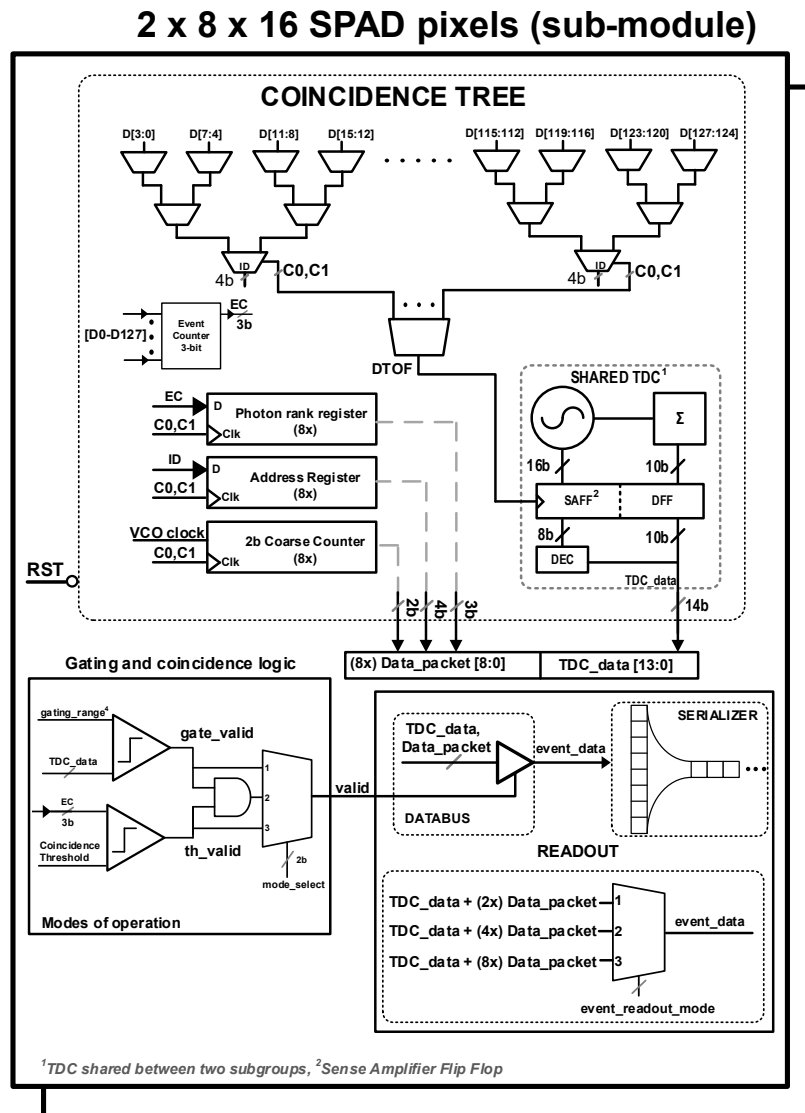 2 x 8 x 16 SPAD pixels (sub-module)
COINCIDENCE TREE
D[3:0] D[7:4] D[11:8] D[15:12] D[115:112] D[119:116] D[123:120] D[127:124]
ID ID
4b C0,C1 4b C0,C1
[D0-D127]
Event
Counter
3-bit
EC
3b
DTOF
SHARED TDC¹
Σ
16b 10b
SAFF² DFF
8b 10b
DEC
TDC_data
14b
EC D
C0,C1 Clk
Photon rank register
(8x)
ID D
C0,C1 Clk
Address Register
(8x)
VCO clock
C0,C1 Clk
2b Coarse Counter
(8x)
RST
2b 4b 3b
(8x) Data_packet [8:0] TDC_data [13:0]
Gating and coincidence logic
gating_range⁴
TDC_data
gate_valid
EC
3b
Coincidence
Threshold
th_valid
1
2
3
2b
mode_select
valid
Modes of operation
TDC_data,
Data_packet
event_data
DATABUS
SERIALIZER
READOUT
TDC_data + (2x) Data_packet 1
TDC_data + (4x) Data_packet 2
TDC_data + (8x) Data_packet 3
event_data
event_readout_mode
¹TDC shared between two subgroups, ²Sense Amplifier Flip Flop